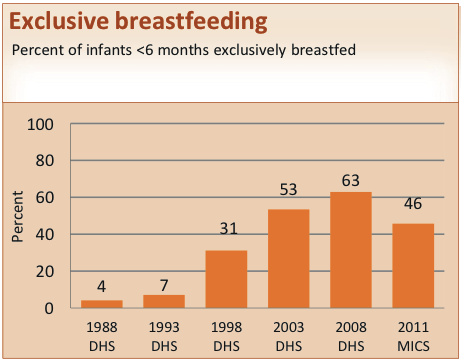 Exclusive breastfeeding
Percent of infants <6 months exclusively breastfed
100
80
60
40
20
0
Percent
4
7
31
53
63
46
1988
DHS
1993
DHS
1998
DHS
2003
DHS
2008
DHS
2011
MICS